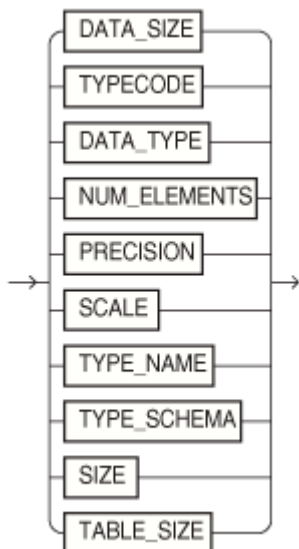 DATA_SIZE
TYPECODE
DATA_TYPE
NUM_ELEMENTS
PRECISION
SCALE
TYPE_NAME
TYPE_SCHEMA
SIZE
TABLE_SIZE